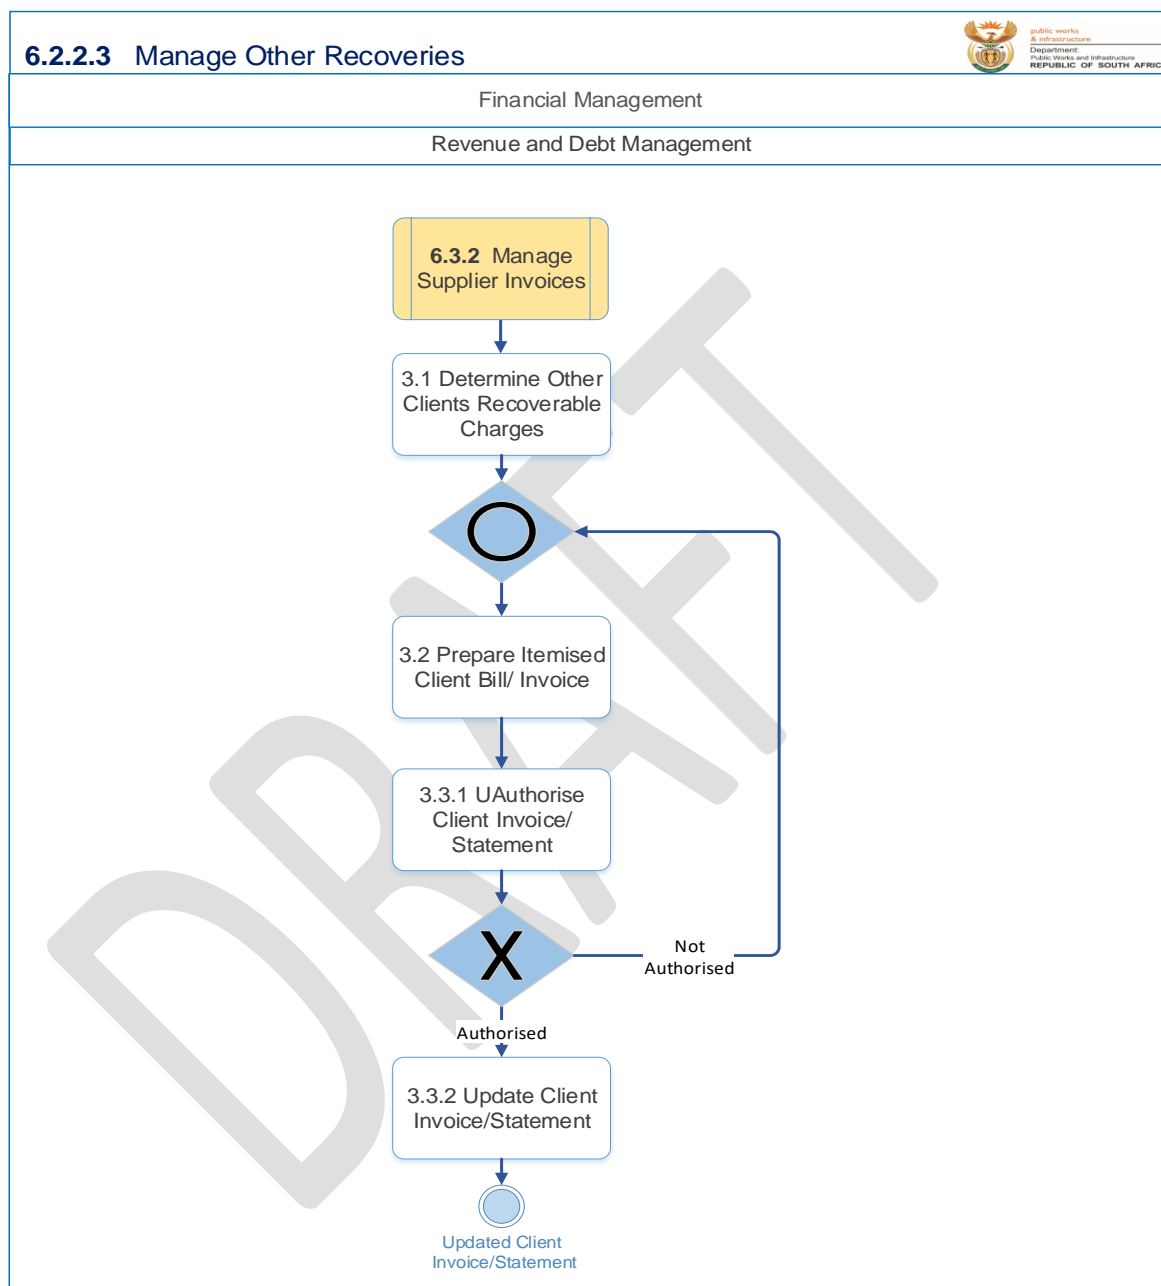 6.2.2.3 Manage Other Recoveries
public works
& infrastructure
Department:
Public Works and Infrastructure
REPUBLIC OF SOUTH AFRIC
Financial Management
Revenue and Debt Management
6.3.2 Manage
Supplier Invoices
3.1 Determine Other
Clients Recoverable
Charges
3.2 Prepare Itemised
Client Bill/ Invoice
3.3.1 UAuthorise
Client Invoice/
Statement
X
Not
Authorised
Authorised
3.3.2 Update Client
Invoice/Statement
Updated Client
Invoice/Statement
DRAFT